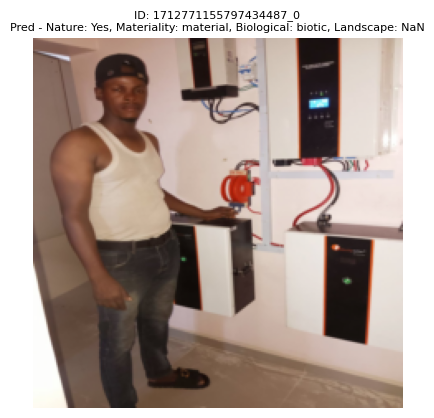 ID: 1712771155797434487_0
Pred - Nature: Yes, Materiality: material, Biological: biotic, Landscape: NaN